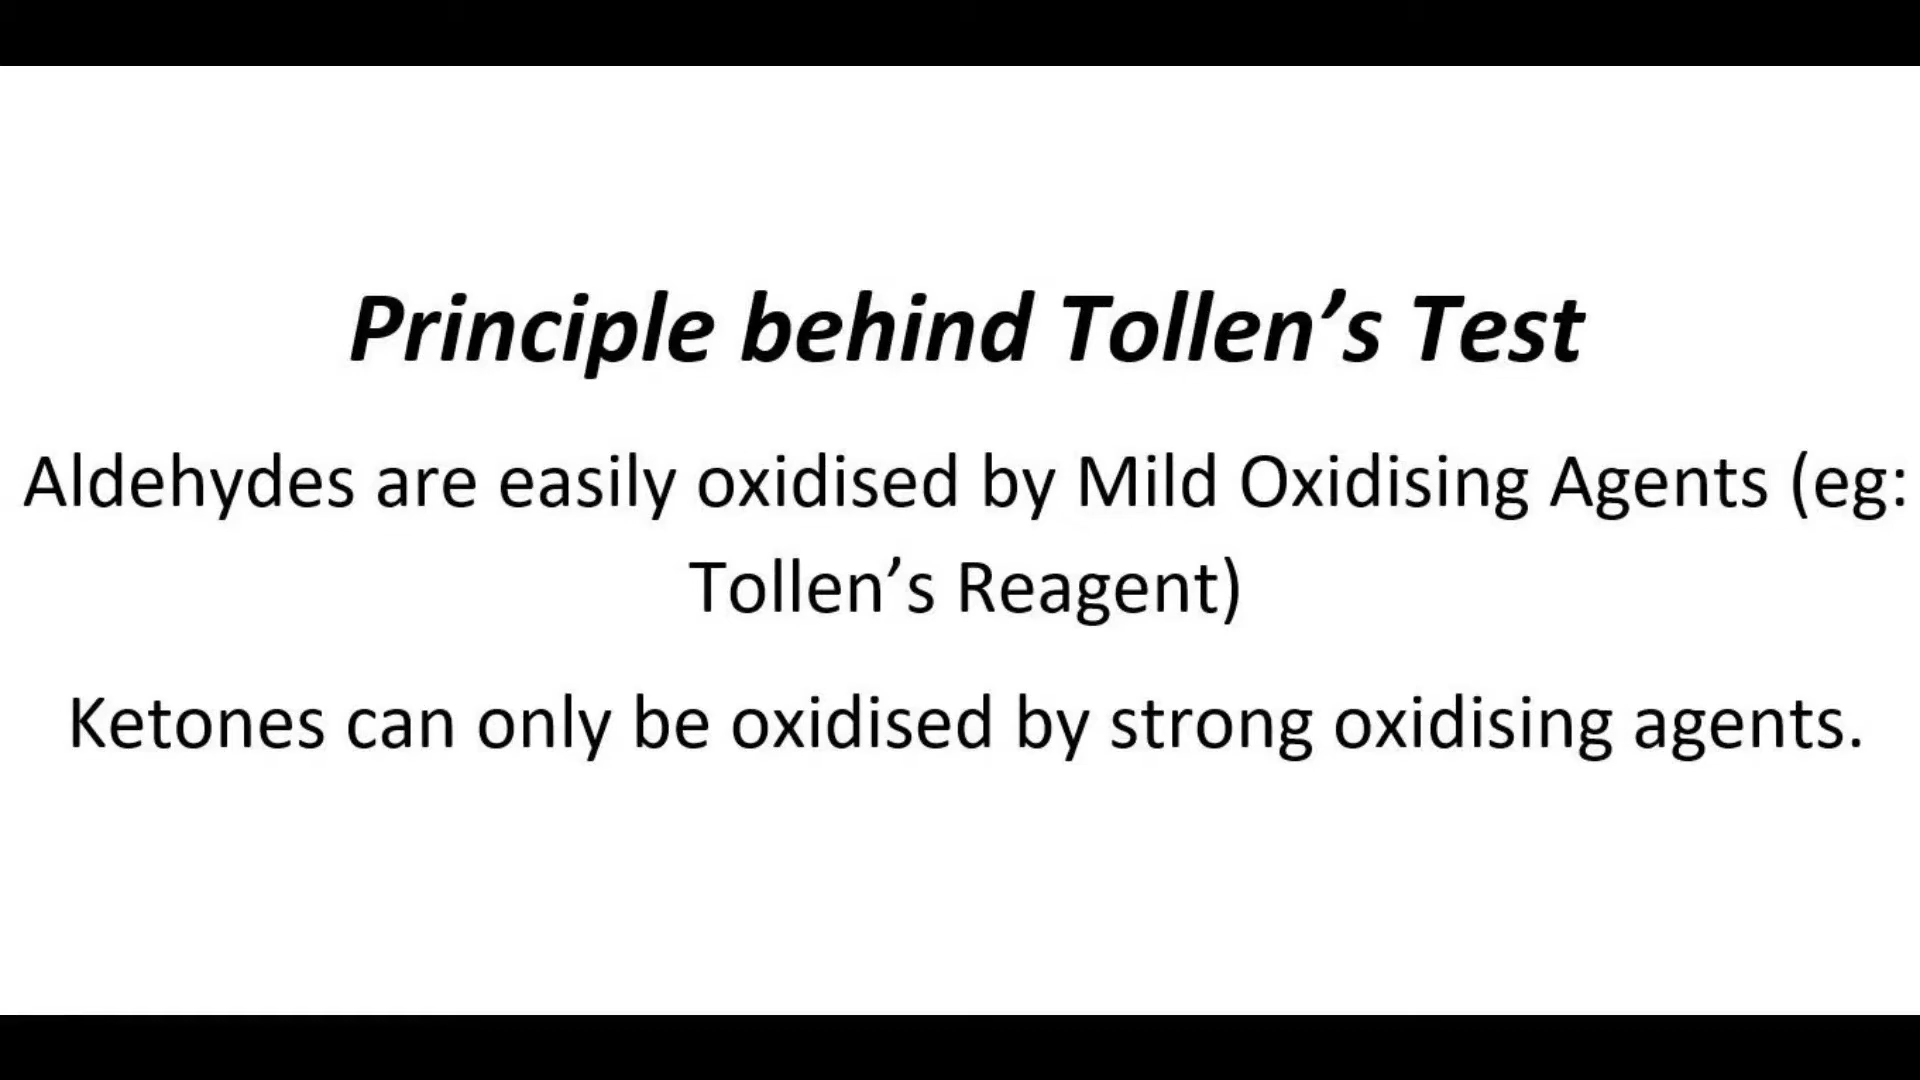 Principle behind Tollen’s Test
Aldehydes are easily oxidised by Mild Oxidising Agents (eg:
Tollen’s Reagent)
Ketones can only be oxidised by strong oxidising agents.